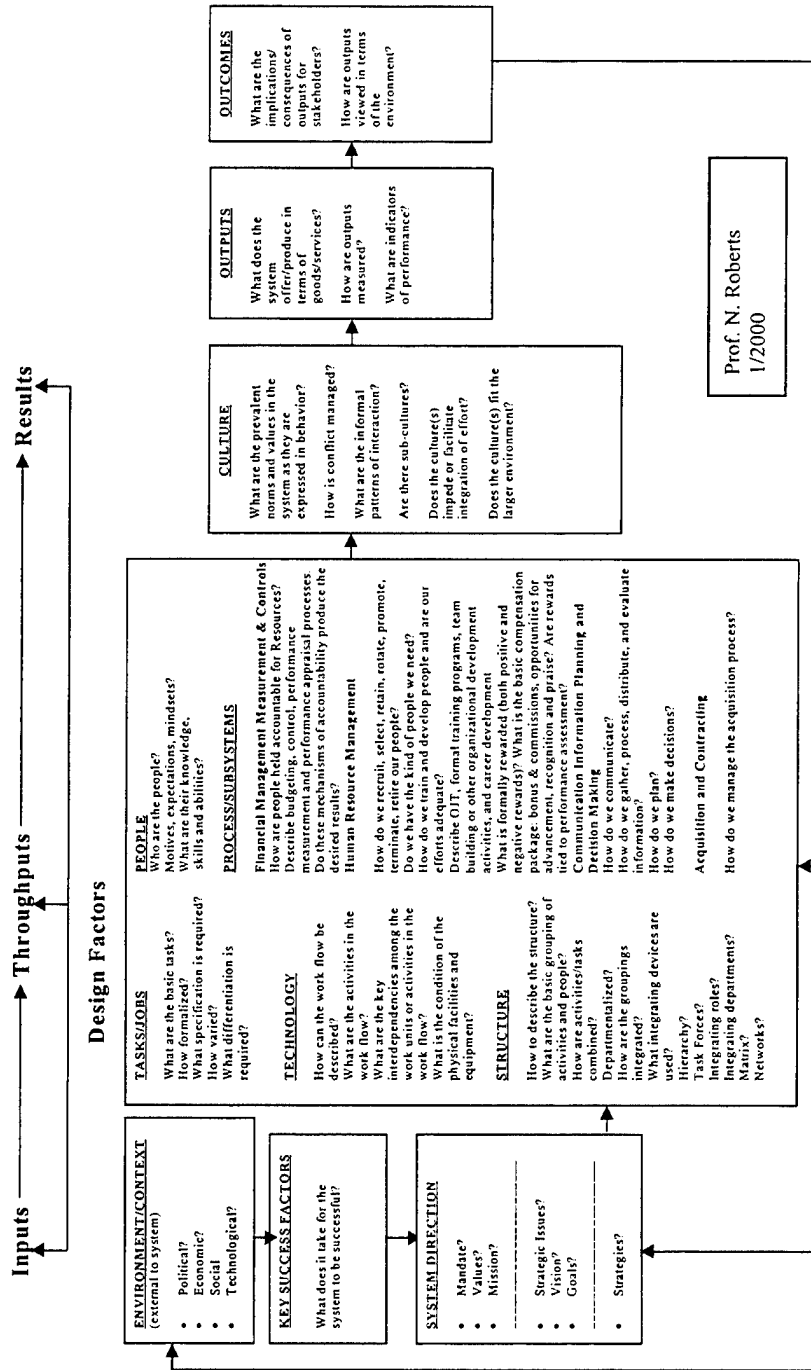 Inputs Throughputs Results
Design Factors
ENVIRONMENT/CONTEXT
(external to system)
• Political?
• Economic?
• Social
• Technological?
KEY SUCCESS FACTORS
What does it take for the
system to be successful?
SYSTEM DIRECTION
• Mandate?
• Values?
• Mission?
• Strategic Issues?
• Vision?
• Goals?
• Strategies?
TASKS/JOBS
What are the basic tasks?
How formalized?
What specification is required?
How varied?
What differentiation is
required?
TECHNOLOGY
How can the work flow be
described?
What are the activities in the
work flow?
What are the key
interdependencies among the
work units or activities in the
work flow?
What is the condition of the
physical facilities and
equipment?
STRUCTURE
How to describe the structure?
What are the basic grouping of
activities and people?
How are activities/tasks
combined?
Departmentalized?
How are the groupings
integrated?
What integrating devices are
used?
Hierarchy?
Task Forces?
Integrating roles?
Integrating departments?
Matrix?
Networks?
PEOPLE
Who are the people?
Motives, expectations, mindsets?
What are their knowledge,
skills and abilities?
PROCESS/SUBSYSTEMS
Financial Management Measurement & Controls
How are people held accountable for Resources?
Describe budgeting, control, performance
measurement and performance appraisal processes.
Do these mechanisms of accountability produce the
desired results?
Human Resource Management
How do we recruit, select, retain, rotate, promote,
terminate, retire our people?
Do we have the kind of people we need?
How do we train and develop people and are our
efforts adequate?
Describe OJT, formal training programs, team
building or other organizational development
activities, and career development
What is formally rewarded (both positive and
negative rewards)? What is the basic compensation
package: bonus & commissions, opportunities for
advancement, recognition and praise? Are rewards
tied to performance assessment?
Communication Information Planning and
Decision Making
How do we communicate?
How do we gather, process, distribute, and evaluate
information?
How do we plan?
How do we make decisions?
Acquisition and Contracting
How do we manage the acquisition process?
CULTURE
What are the prevalent
norms and values in the
system as they are
expressed in behavior?
How is conflict managed?
What are the informal
patterns of interaction?
Are there sub-cultures?
Does the culture(s)
impede or facilitate
integration of effort?
Does the culture(s) fit the
larger environment?
OUTPUTS
What does the
system
offer/produce in
terms of
goods/services?
How are outputs
measured?
What are indicators
of performance?
OUTCOMES
What are the
implications/
consequences of
outputs for
stakeholders?
How are outputs
viewed in terms
of the
environment?
Prof. N. Roberts
1/2000